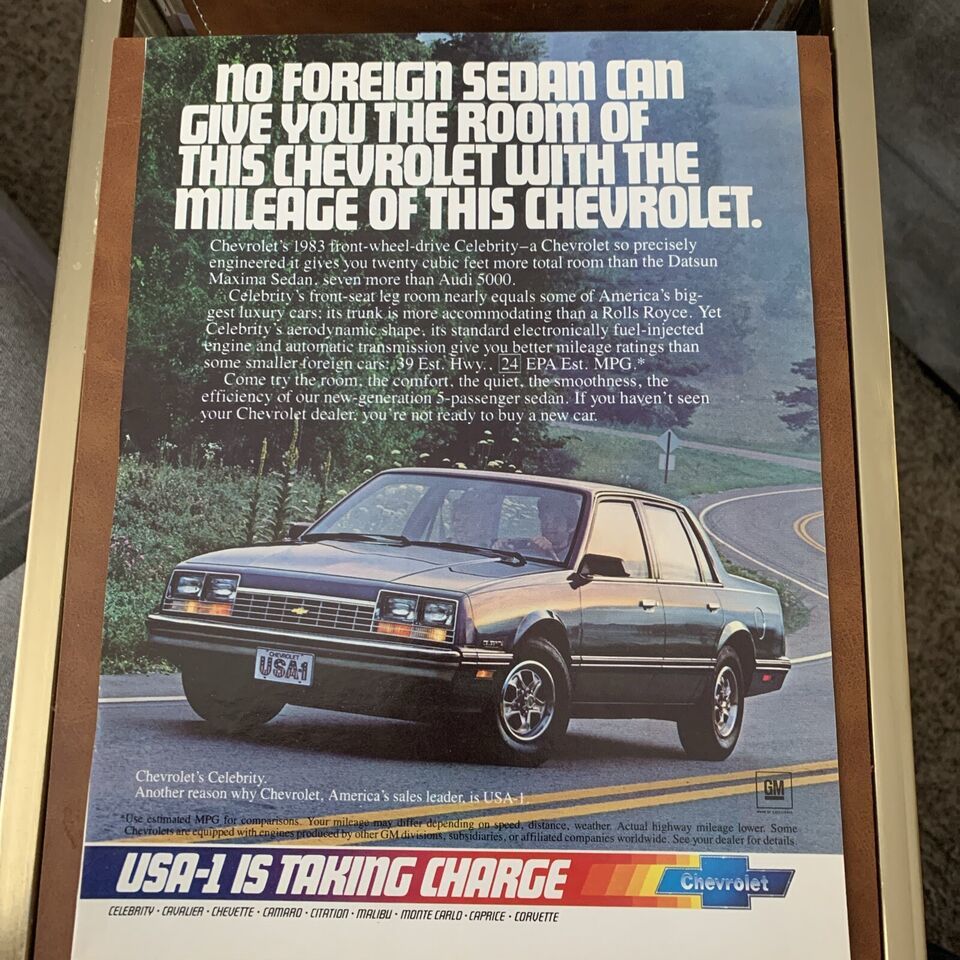 NO FOREIGN SEDAN CAN
GIVE YOU THE ROOM OF
THIS CHEVROLET WITH THE
MILEAGE OF THIS CHEVROLET.
Chevrolet's 1983 front-wheel-drive Celebrity–a Chevrolet so precisely
engineered it gives you twenty cubic feet more total room than the Datsun
Maxima Sedan, seven more than Audi 5000.
Celebrity's front-seat leg room nearly equals some of America's big-
gest luxury cars: its trunk is more accommodating than a Rolls Royce. Yet
Celebrity's aerodynamic shape, its standard electronically fuel-injected
engine and automatic transmission give you better mileage ratings than
some smaller foreign cars: 39 Est. Hwy., 24 EPA Est. MPG.*
Come try the room, the comfort, the quiet, the smoothness, the
efficiency of our new-generation 5-passenger sedan. If you haven't seen
your Chevrolet dealer, you're not ready to buy a new car.
CHEVROLET
USA-1
Chevrolet's Celebrity.
Another reason why Chevrolet, America's sales leader, is USA-1.
GM
*Use estimated MPG for comparisons. Your mileage may differ depending on speed, distance, weather. Actual highway mileage lower. Some
Chevrolets are equipped with engines produced by other GM divisions, subsidiaries, or affiliated companies worldwide. See your dealer for details.
USA-1 IS TAKING CHARGE
Chevrolet
CELEBRITY • CAVALIER • CHEVETTE • CAMARO • CITATION • MALIBU • MONTE CARLO • CAPRICE • CORVETTE